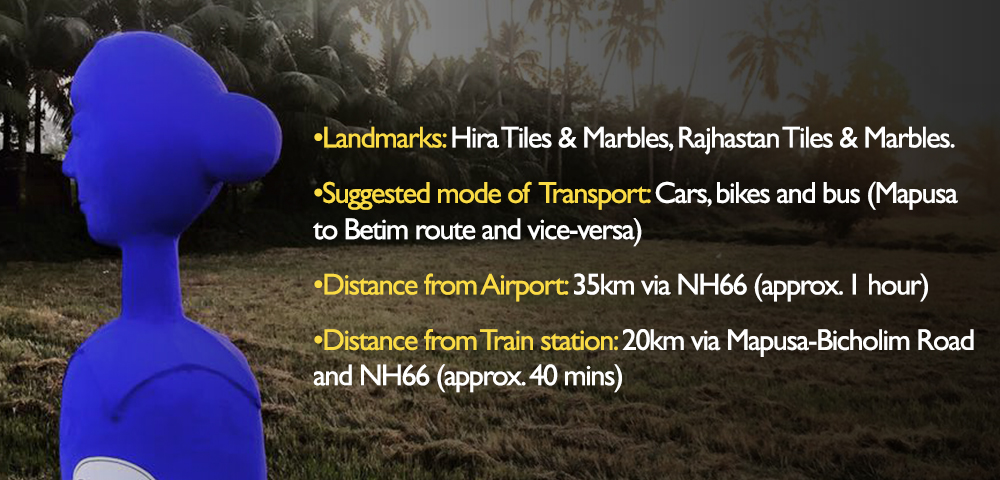 •Landmarks: Hira Tiles & Marbles, Rajhastan Tiles & Marbles.
•Suggested mode of Transport: Cars, bikes and bus (Mapusa
to Betim route and vice-versa)
•Distance from Airport: 35km via NH66 (approx. 1 hour)
•Distance from Train station: 20km via Mapusa-Bicholim Road
and NH66 (approx. 40 mins)